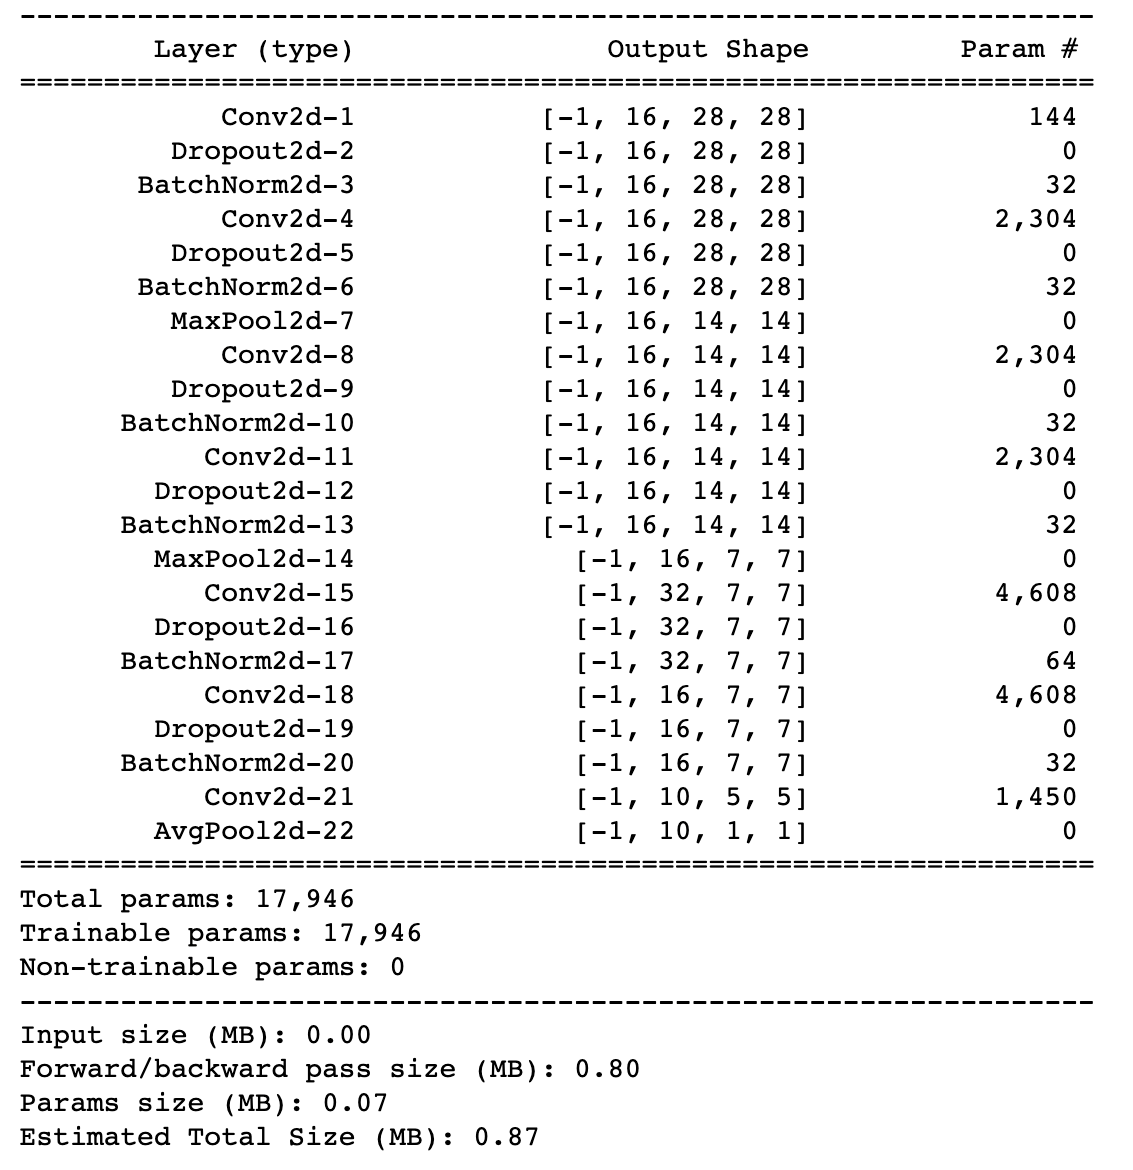 ----------------------------------------------------------------
Layer (type) Output Shape Param #
================================================================
Conv2d-1 [-1, 16, 28, 28] 144
Dropout2d-2 [-1, 16, 28, 28] 0
BatchNorm2d-3 [-1, 16, 28, 28] 32
Conv2d-4 [-1, 16, 28, 28] 2,304
Dropout2d-5 [-1, 16, 28, 28] 0
BatchNorm2d-6 [-1, 16, 28, 28] 32
MaxPool2d-7 [-1, 16, 14, 14] 0
Conv2d-8 [-1, 16, 14, 14] 2,304
Dropout2d-9 [-1, 16, 14, 14] 0
BatchNorm2d-10 [-1, 16, 14, 14] 32
Conv2d-11 [-1, 16, 14, 14] 2,304
Dropout2d-12 [-1, 16, 14, 14] 0
BatchNorm2d-13 [-1, 16, 14, 14] 32
MaxPool2d-14 [-1, 16, 7, 7] 0
Conv2d-15 [-1, 32, 7, 7] 4,608
Dropout2d-16 [-1, 32, 7, 7] 0
BatchNorm2d-17 [-1, 32, 7, 7] 64
Conv2d-18 [-1, 16, 7, 7] 4,608
Dropout2d-19 [-1, 16, 7, 7] 0
BatchNorm2d-20 [-1, 16, 7, 7] 32
Conv2d-21 [-1, 10, 5, 5] 1,450
AvgPool2d-22 [-1, 10, 1, 1] 0
================================================================
Total params: 17,946
Trainable params: 17,946
Non-trainable params: 0
----------------------------------------------------------------
Input size (MB): 0.00
Forward/backward pass size (MB): 0.80
Params size (MB): 0.07
Estimated Total Size (MB): 0.87